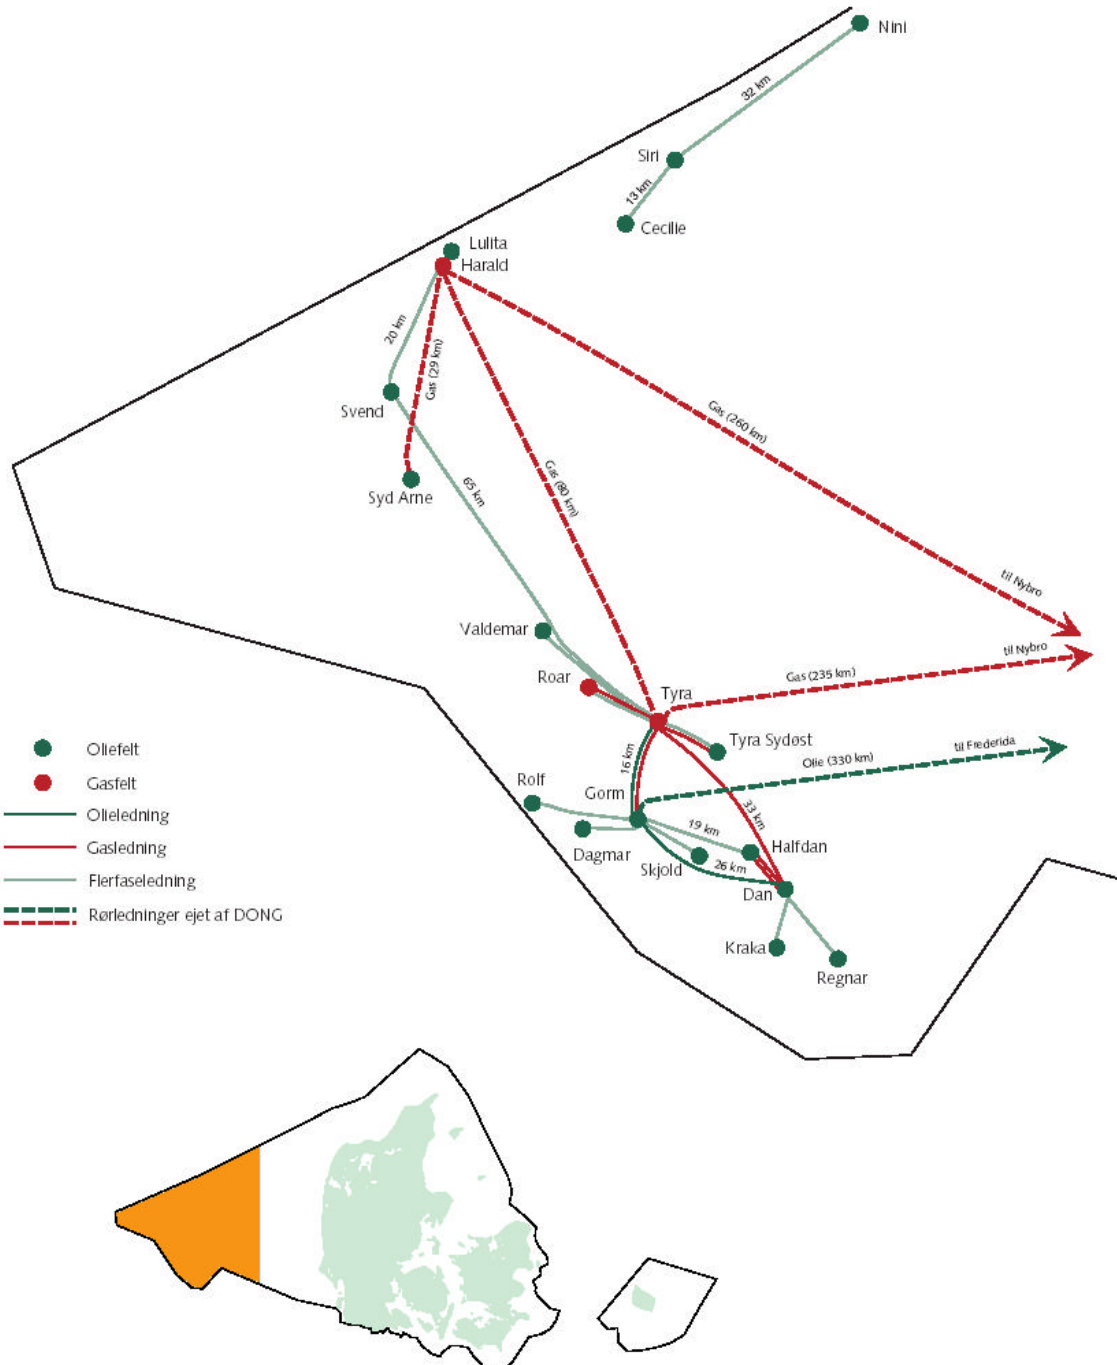 Nini
32 km
Siri
13 km
Cecilie
Lulita
Harald
20 km
Gas (29 km)
Svend
Gas (260 km)
Gas (80 km)
65 km
Syd Arne
til Nybro
Valdemar
til Nybro
Roar
Gas (235 km)
Tyra
Tyra Sydøst
til Fredericia
Olie (330 km)
16 km
Oliefelt
Gasfelt
Rolf
Gorm
33 km
19 km
Olieledning
Halfdan
Gasledning
Dagmar
Skjold
26 km
Dan
Flerfaseledning
Rørledninger ejet af DONG
Kraka
Regnar